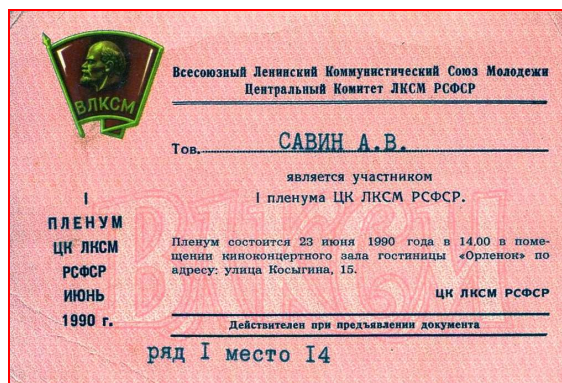 ВЛКСМ
Всесоюзный Ленинский Коммунистический Союз Молодежи
Центральный Комитет ЛКСМ РСФСР
Тов. САВИН А.В.
является участником
I пленума ЦК ЛКСМ РСФСР.
I
ПЛЕНУМ
ЦК ЛКСМ
РСФСР
ИЮНЬ
1990 г.
ВЛКСМ
Пленум состоится 23 июня 1990 года в 14.00 в поме-
щении киноконцертного зала гостиницы «Орленок» по
адресу: улица Косыгина, 15.
ЦК ЛКСМ РСФСР
Действителен при предъявлении документа
ряд I место I4